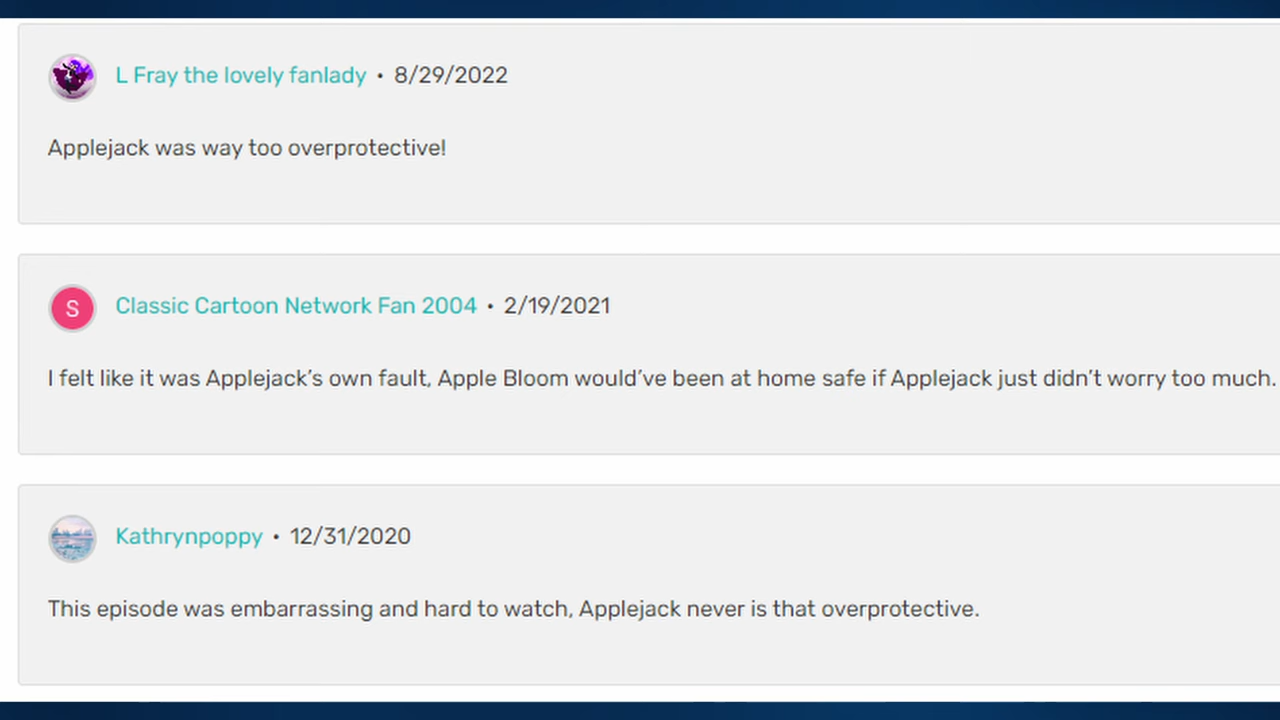 L Fray the lovely fanlady • 8/29/2022
Applejack was way too overprotective!
S
Classic Cartoon Network Fan 2004 • 2/19/2021
I felt like it was Applejack’s own fault, Apple Bloom would’ve been at home safe if Applejack just didn’t worry too much.
Kathrynpoppy • 12/31/2020
This episode was embarrassing and hard to watch, Applejack never is that overprotective.